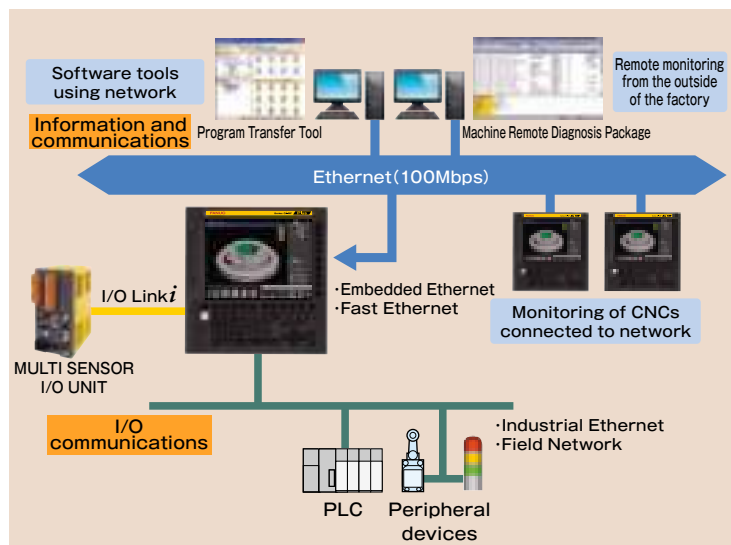 Software tools
using network
Remote monitoring
from the outside
of the factory
Information and
communications
Program Transfer Tool
Machine Remote Diagnosis Package
Ethernet(100Mbps)
FANUC
I/O Link i
·Embedded Ethernet
·Fast Ethernet
Monitoring of CNCs
connected to network
MULTI SENSOR
I/O UNIT
I/O
communications
·Industrial Ethernet
·Field Network
PLC
Peripheral
devices